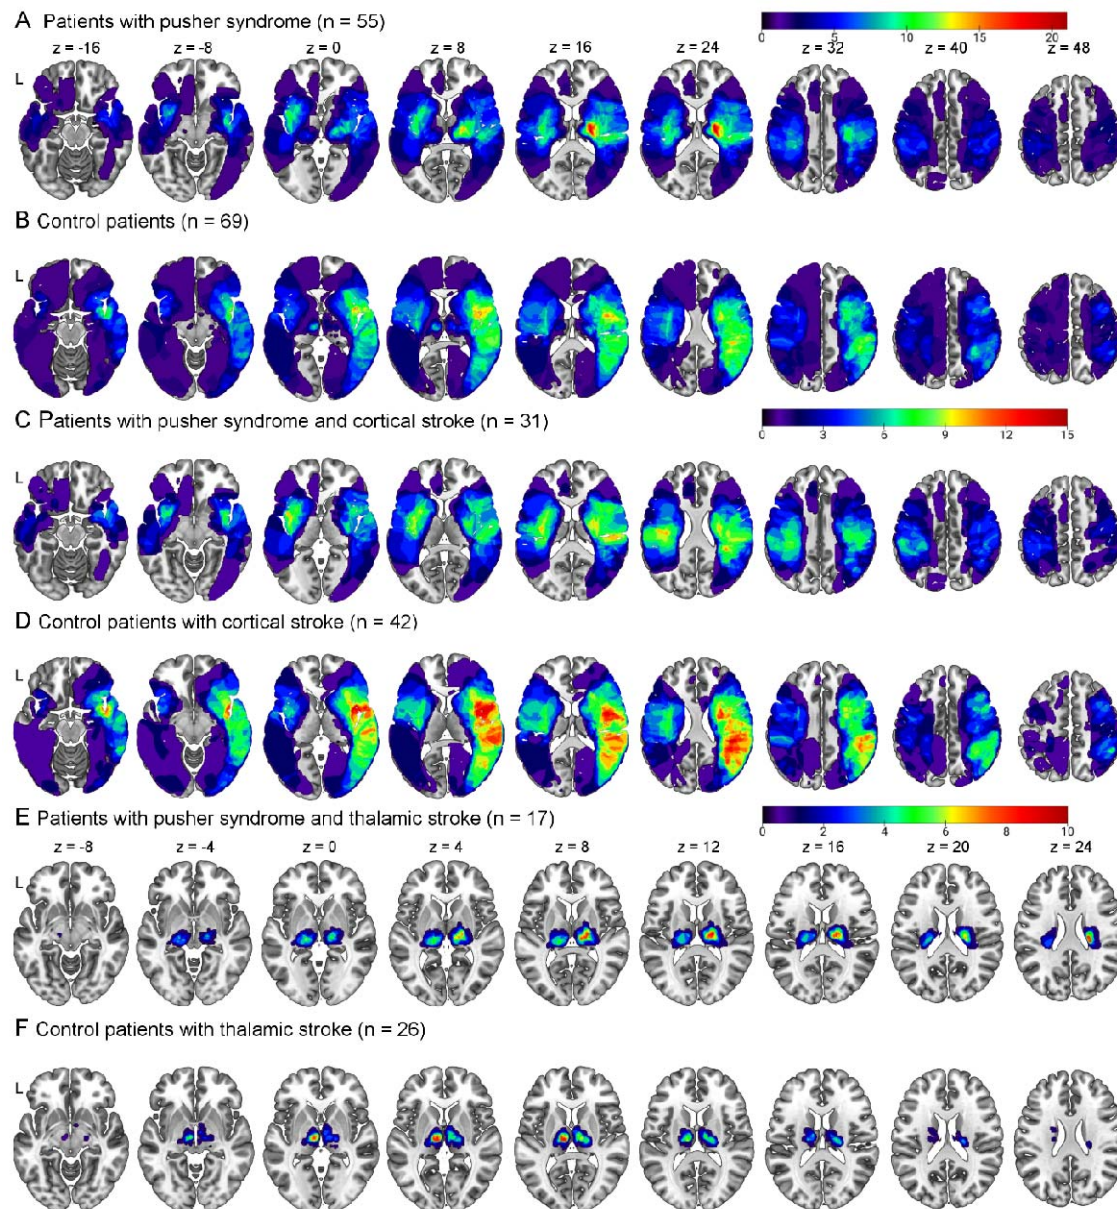 A Patients with pusher syndrome (n = 55)
0 5 10 15 20
z = -16 z = -8 z = 0 z = 8 z = 16 z = 24 z = 32 z = 40 z = 48
L
B Control patients (n = 69)
L
C Patients with pusher syndrome and cortical stroke (n = 31)
0 3 6 9 12 15
L
D Control patients with cortical stroke (n = 42)
L
E Patients with pusher syndrome and thalamic stroke (n = 17)
0 2 4 6 8 10
z = -8 z = -4 z = 0 z = 4 z = 8 z = 12 z = 16 z = 20 z = 24
L
F Control patients with thalamic stroke (n = 26)
L